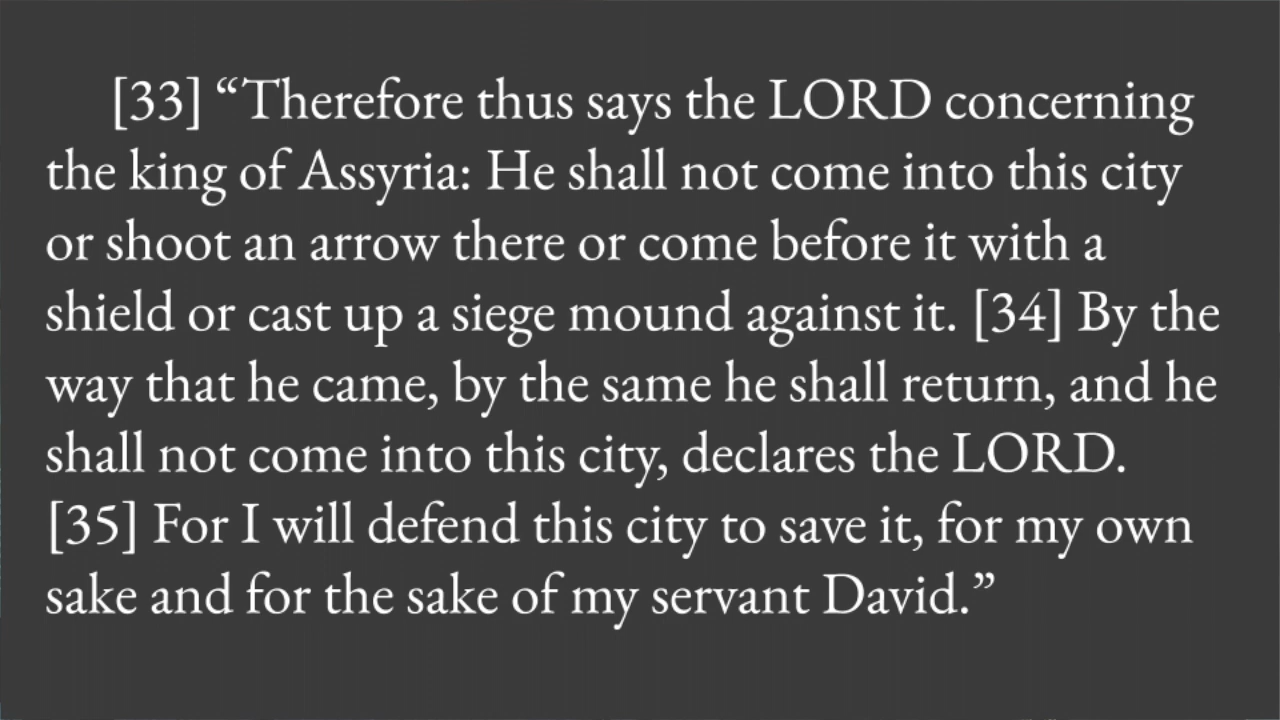 [33] “Therefore thus says the LORD concerning
the king of Assyria: He shall not come into this city
or shoot an arrow there or come before it with a
shield or cast up a siege mound against it. [34] By the
way that he came, by the same he shall return, and he
shall not come into this city, declares the LORD.
[35] For I will defend this city to save it, for my own
sake and for the sake of my servant David.”